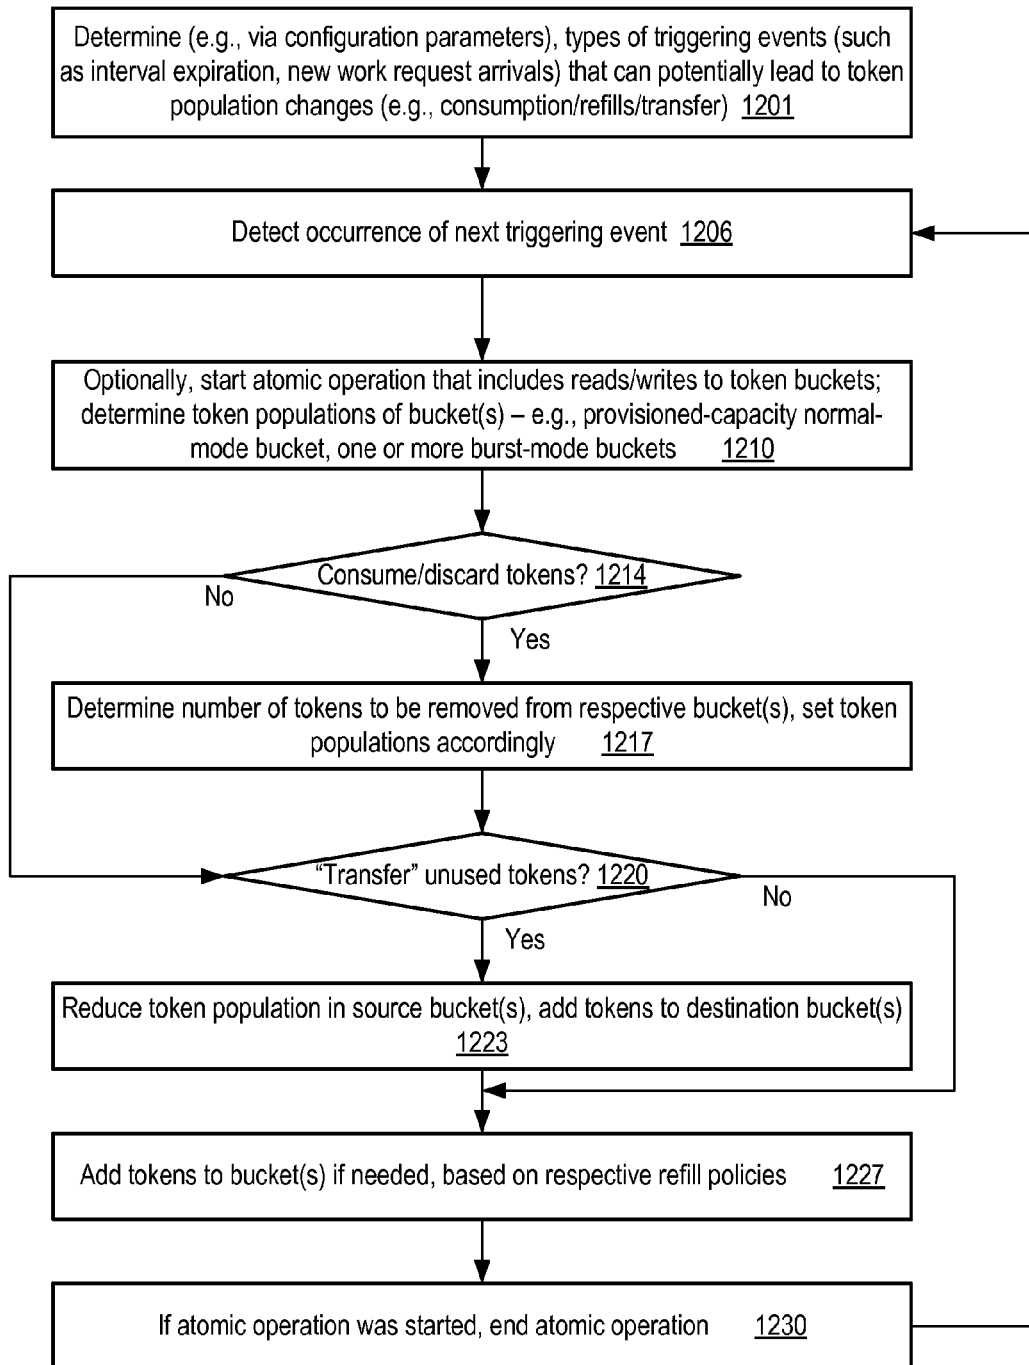 Determine (e.g., via configuration parameters), types of triggering events (such
as interval expiration, new work request arrivals) that can potentially lead to token
population changes (e.g., consumption/refills/transfer) 1201
Detect occurrence of next triggering event 1206
Optionally, start atomic operation that includes reads/writes to token buckets;
determine token populations of bucket(s) – e.g., provisioned-capacity normal-
mode bucket, one or more burst-mode buckets 1210
Consume/discard tokens? 1214
No
Yes
Determine number of tokens to be removed from respective bucket(s), set token
populations accordingly 1217
“Transfer” unused tokens? 1220
No
Yes
Reduce token population in source bucket(s), add tokens to destination bucket(s)
1223
Add tokens to bucket(s) if needed, based on respective refill policies 1227
If atomic operation was started, end atomic operation 1230